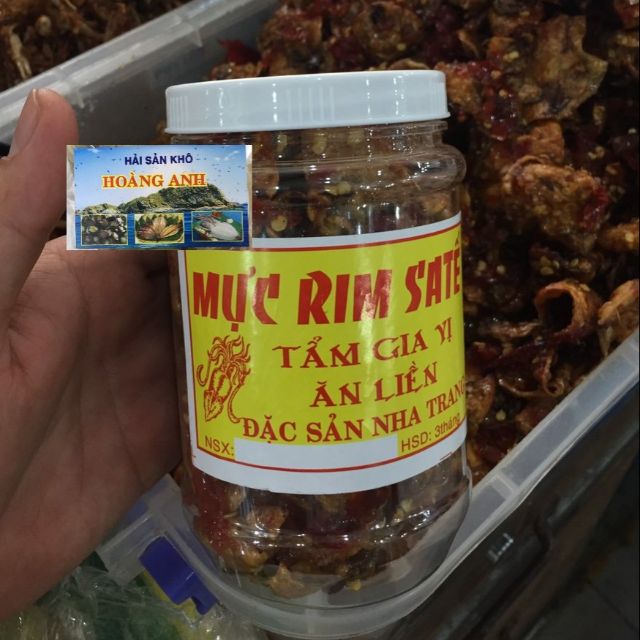 HẢI SẢN KHÔ
HOÀNG ANH
MỰC RIM SATẾ
TẨM GIA VỊ
ĂN LIỀN
ĐẶC SẢN NHA TRANG
NSX:
HSD: 3tháng